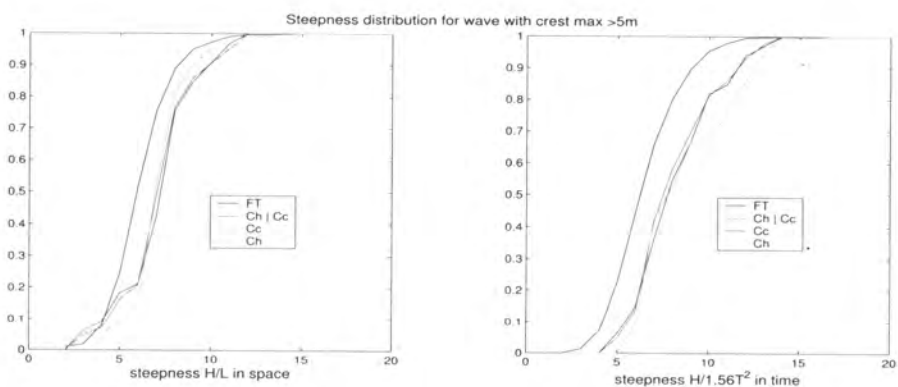 Steepness distribution for wave with crest max >5m
1
0.9
0.8
0.7
0.6
0.5
0.4
0.3
0.2
0.1
0
FT
Ch | Cc
Cc
Ch
0 5 10 15 20
steepness H/L in space
1
0.9
0.8
0.7
0.6
0.5
0.4
0.3
0.2
0.1
0
FT
Ch | Cc
Cc
Ch
0 5 10 15 20
steepness H/1.56T² in time